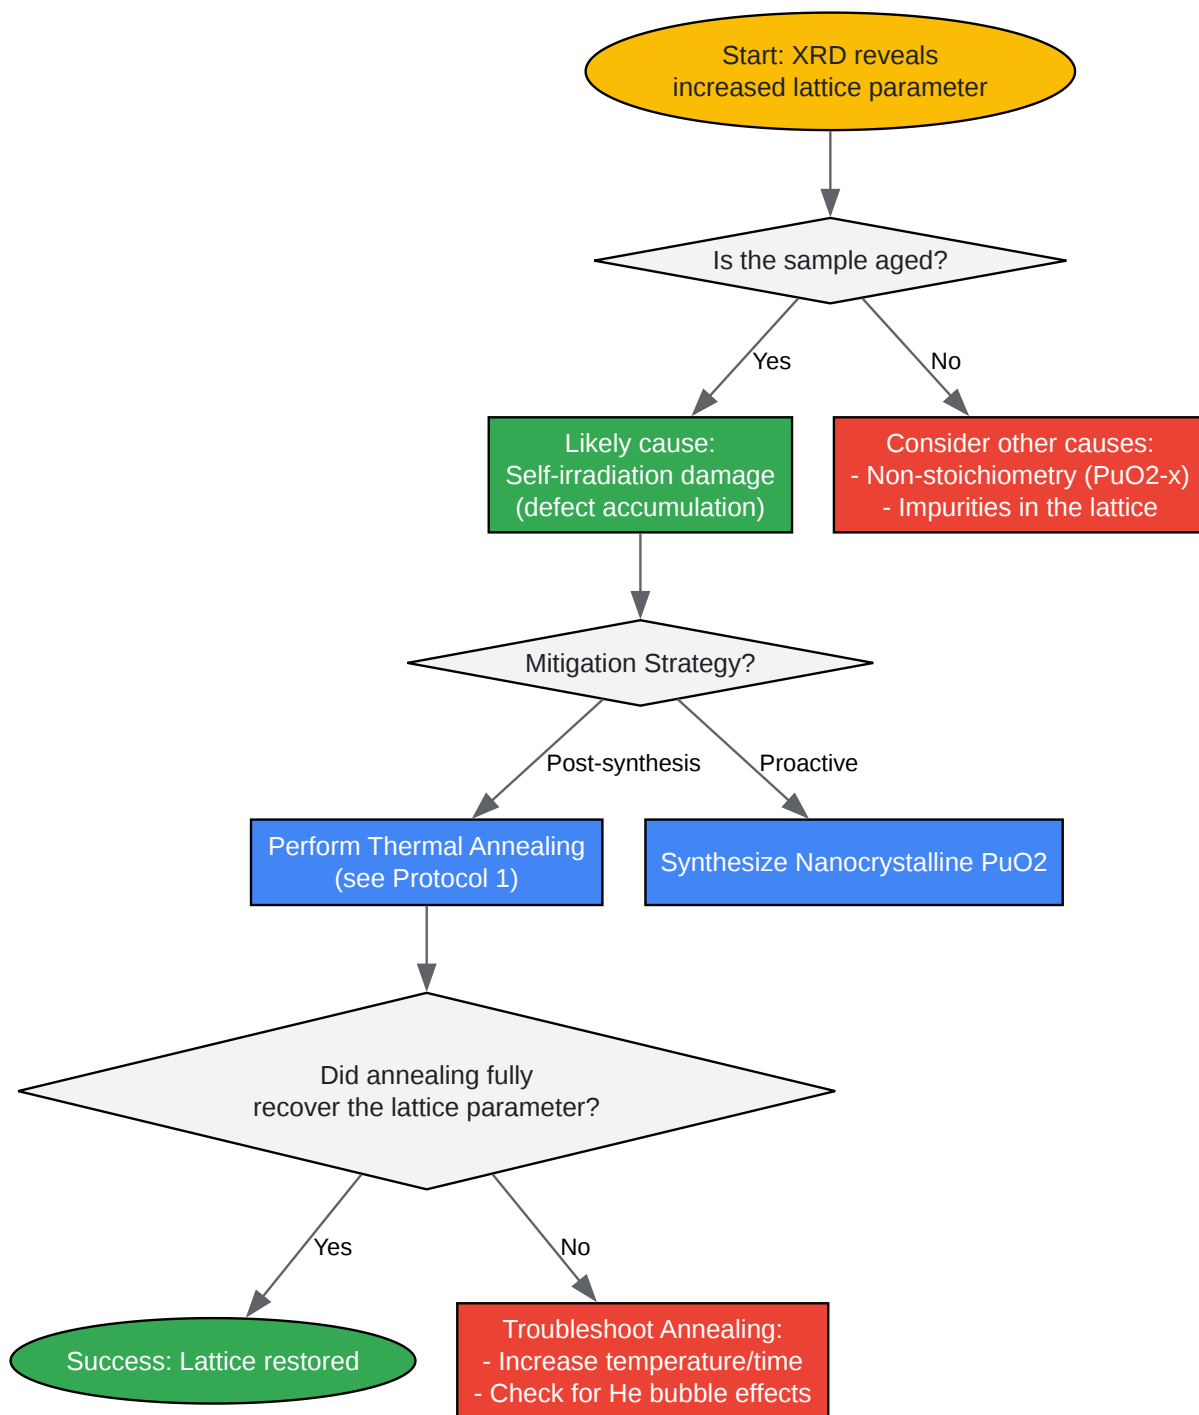 Start: XRD reveals
increased lattice parameter
Is the sample aged?
Yes
No
Likely cause:
Self-irradiation damage
(defect accumulation)
Consider other causes:
- Non-stoichiometry (PuO2-x)
- Impurities in the lattice
Mitigation Strategy?
Post-synthesis
Proactive
Perform Thermal Annealing
(see Protocol 1)
Synthesize Nanocrystalline PuO2
Did annealing fully
recover the lattice parameter?
Yes
No
Success: Lattice restored
Troubleshoot Annealing:
- Increase temperature/time
- Check for He bubble effects